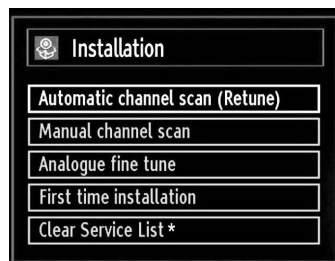 Installation
Automatic channel scan (Retune)
Manual channel scan
Analogue fine tune
First time installation
Clear Service List *